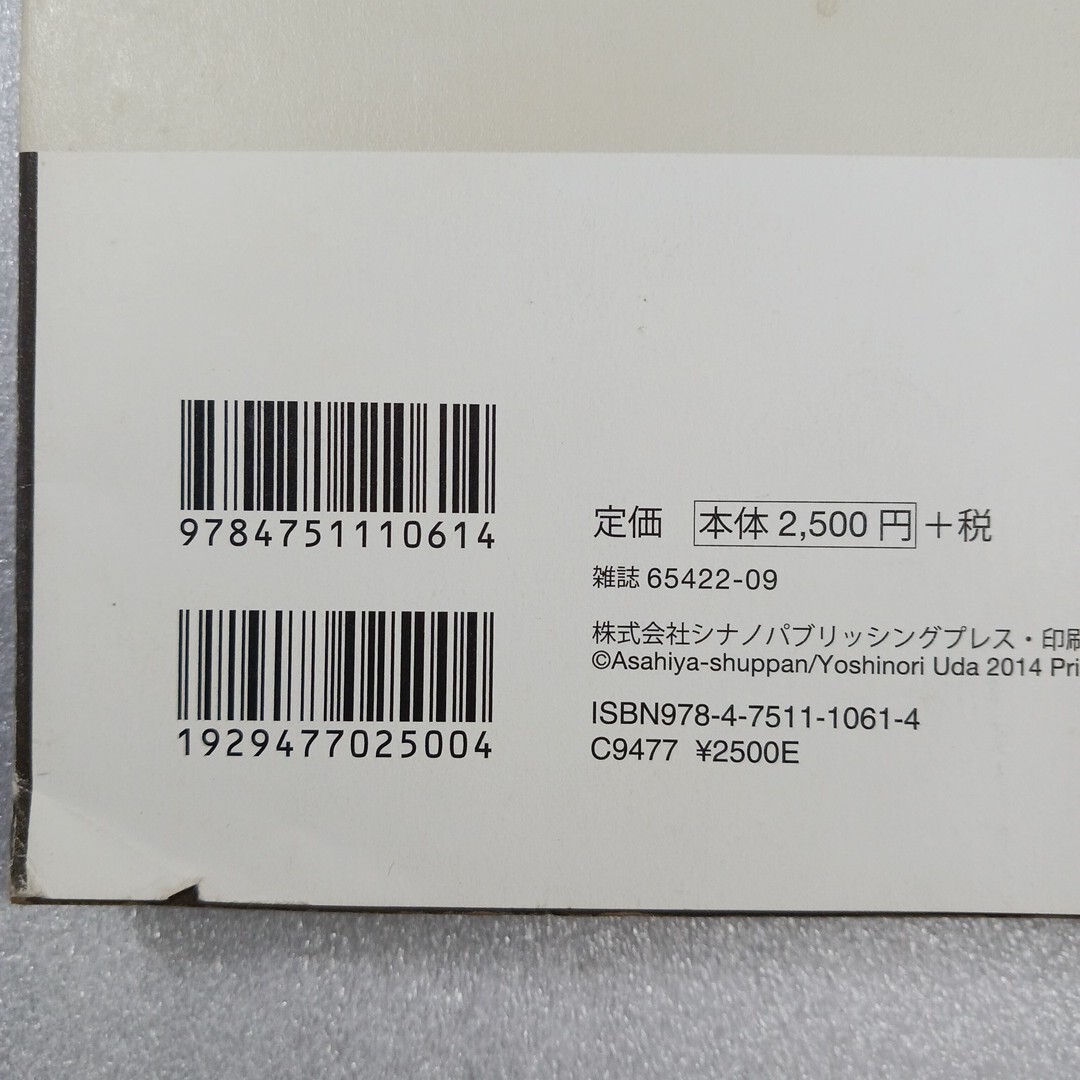 9784751110614
1929477025004
定価 本体 2,500 円 ＋税
雑誌 65422-09
株式会社シナノパブリッシングプレス・印刷
©Asahiya-shuppan/Yoshinori Uda 2014 Pri
ISBN978-4-7511-1061-4
C9477 ¥2500E